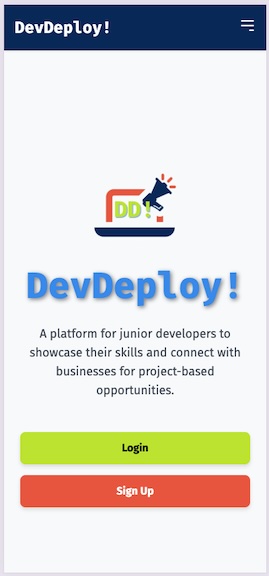 DevDeploy!
DD!
DevDeploy!
A platform for junior developers to
showcase their skills and connect with
businesses for project-based
opportunities.
Login
Sign Up